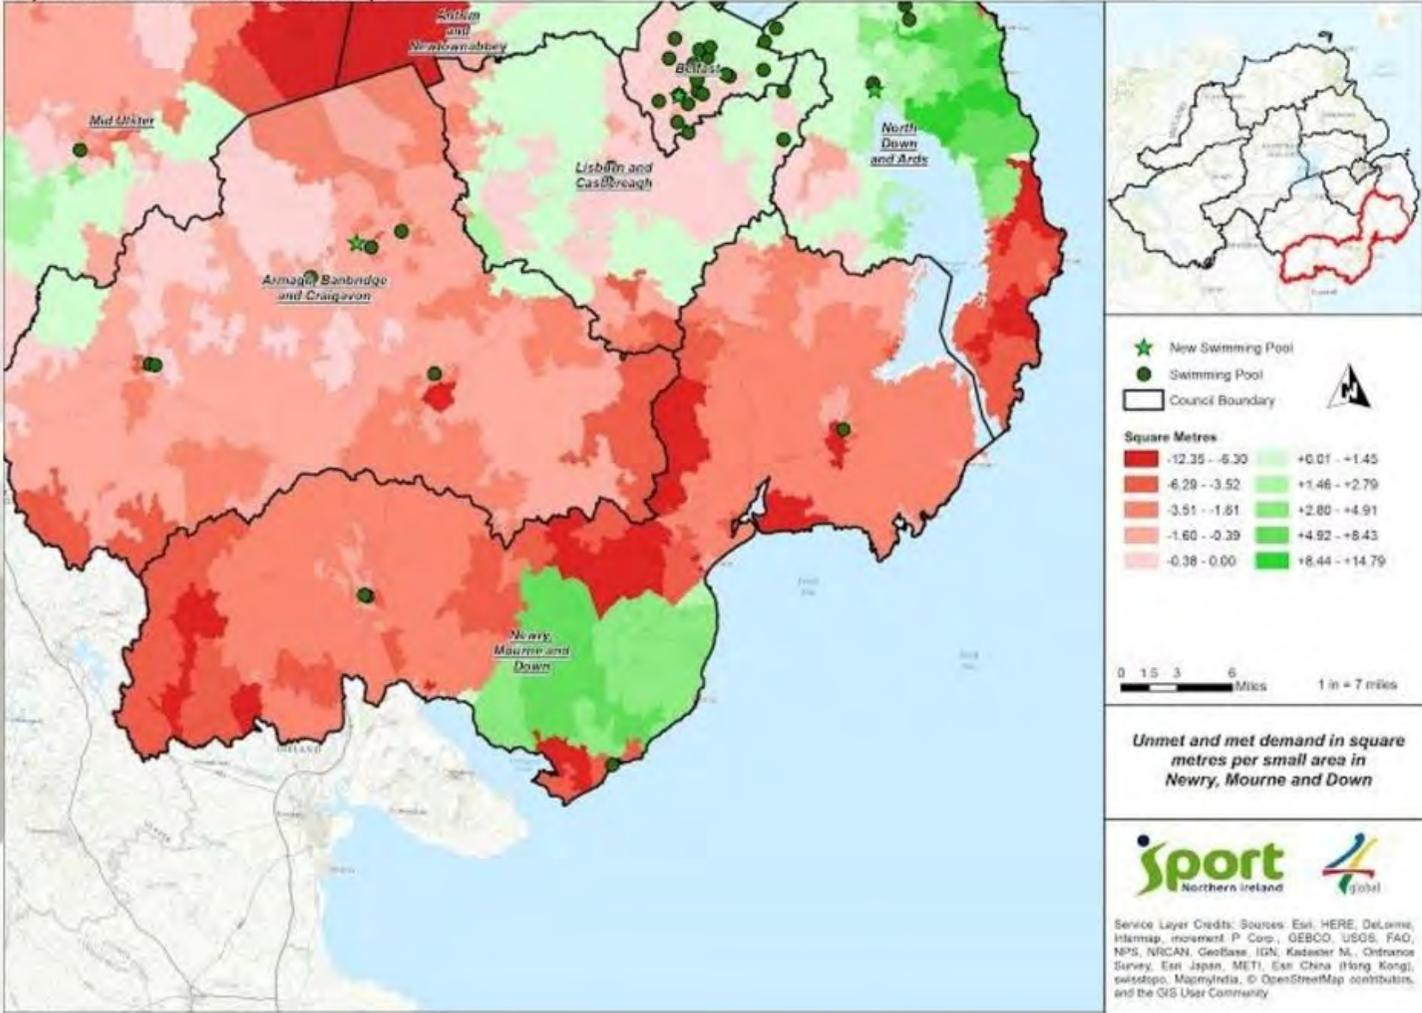 Antrim
and
Newtownabbey
Belfast
Mid Ulster
North
Down
and Ards
Lisburn and
Castlereagh
Armagh, Banbridge
and Craigavon
Newry,
Mourne and
Down
IRELAND
New Swimming Pool
Swimming Pool
Council Boundary
N
Square Metres
-12.35 - -6.30
+0.01 - +1.45
-6.29 - -3.52
+1.46 - +2.79
-3.51 - -1.61
+2.80 - +4.91
-1.60 - -0.39
+4.92 - +8.43
-0.38 - 0.00
+8.44 - +14.79
0 1.5 3 6
Miles
1 in = 7 miles
Unmet and met demand in square
metres per small area in
Newry, Mourne and Down
sport
Northern Ireland
4 global
Service Layer Credits: Sources: Esri, HERE, DeLorme,
Intermap, increment P Corp., GEBCO, USGS, FAO,
NPS, NRCAN, GeoBase, IGN, Kadaster NL, Ordnance
Survey, Esri Japan, METI, Esri China (Hong Kong),
swisstopo, MapmyIndia, © OpenStreetMap contributors,
and the GIS User Community